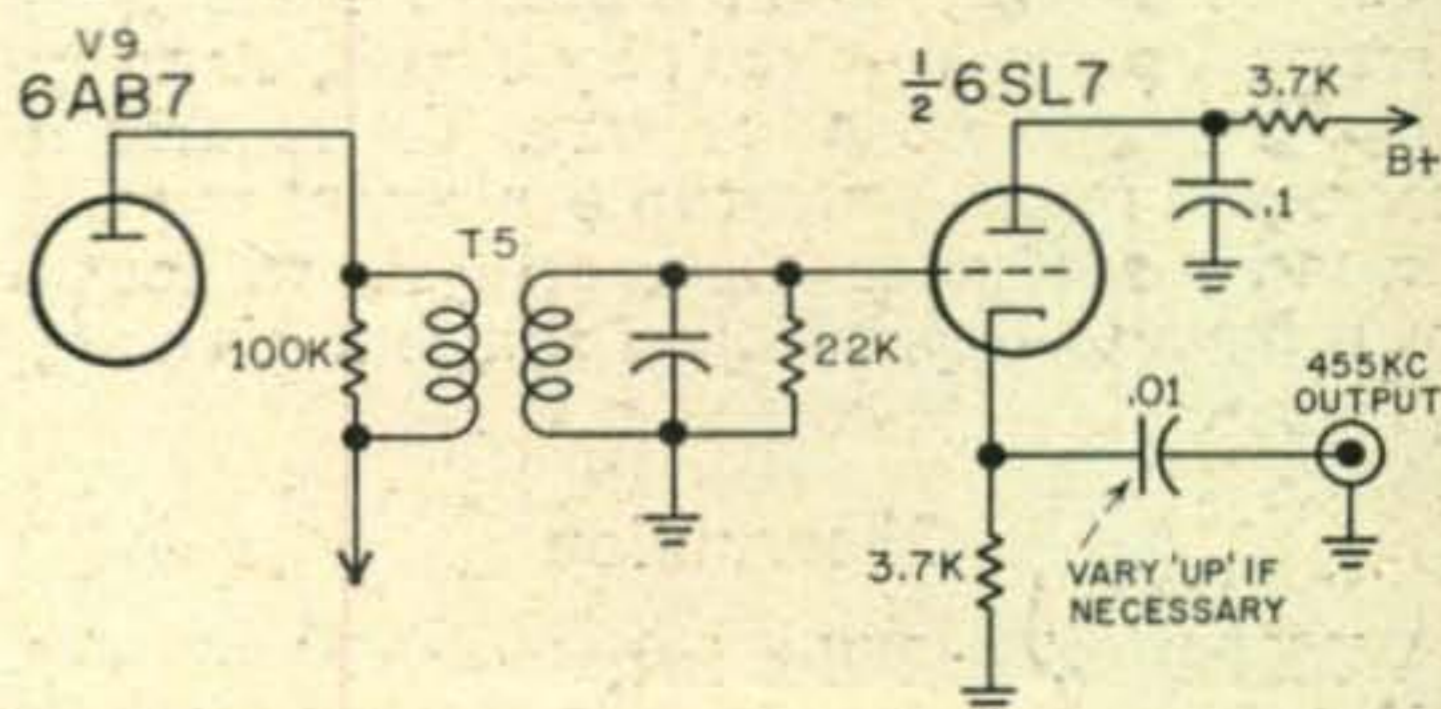 V9
6AB7
1/2 6SL7
3.7K
B+
.1
T5
100K
22K
.01
455KC
OUTPUT
3.7K
VARY 'UP' IF
NECESSARY